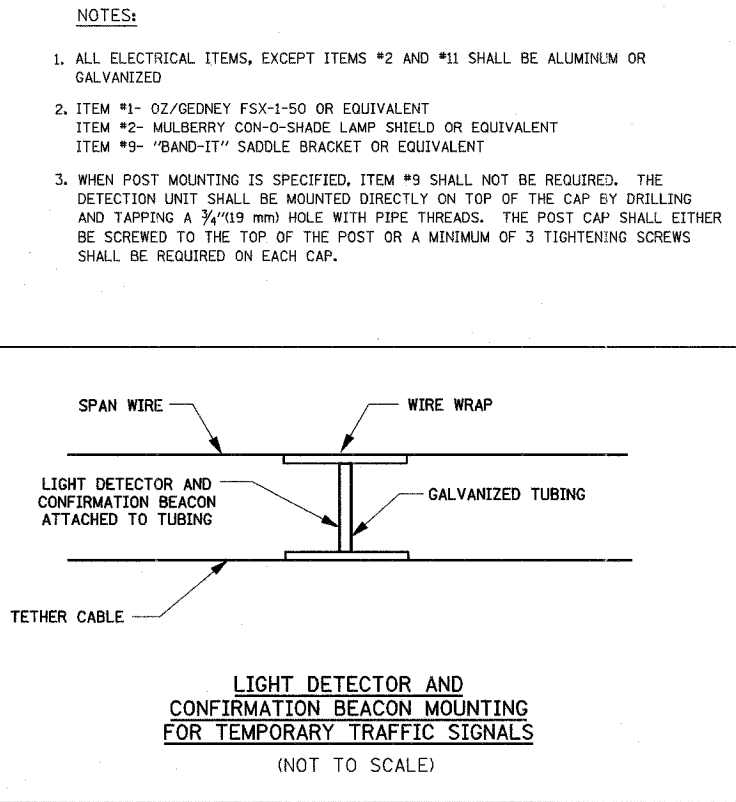 NOTES:
1. ALL ELECTRICAL ITEMS, EXCEPT ITEMS #2 AND #11 SHALL BE ALUMINUM OR
GALVANIZED
2. ITEM #1- OZ/GEDNEY FSX-1-50 OR EQUIVALENT
ITEM #2- MULBERRY CON-O-SHADE LAMP SHIELD OR EQUIVALENT
ITEM #9- "BAND-IT" SADDLE BRACKET OR EQUIVALENT
3. WHEN POST MOUNTING IS SPECIFIED, ITEM #9 SHALL NOT BE REQUIRED. THE
DETECTION UNIT SHALL BE MOUNTED DIRECTLY ON TOP OF THE CAP BY DRILLING
AND TAPPING A ¾"(19 mm) HOLE WITH PIPE THREADS. THE POST CAP SHALL EITHER
BE SCREWED TO THE TOP OF THE POST OR A MINIMUM OF 3 TIGHTENING SCREWS
SHALL BE REQUIRED ON EACH CAP.
SPAN WIRE
WIRE WRAP
LIGHT DETECTOR AND
CONFIRMATION BEACON
ATTACHED TO TUBING
GALVANIZED TUBING
TETHER CABLE
LIGHT DETECTOR AND
CONFIRMATION BEACON MOUNTING
FOR TEMPORARY TRAFFIC SIGNALS
(NOT TO SCALE)